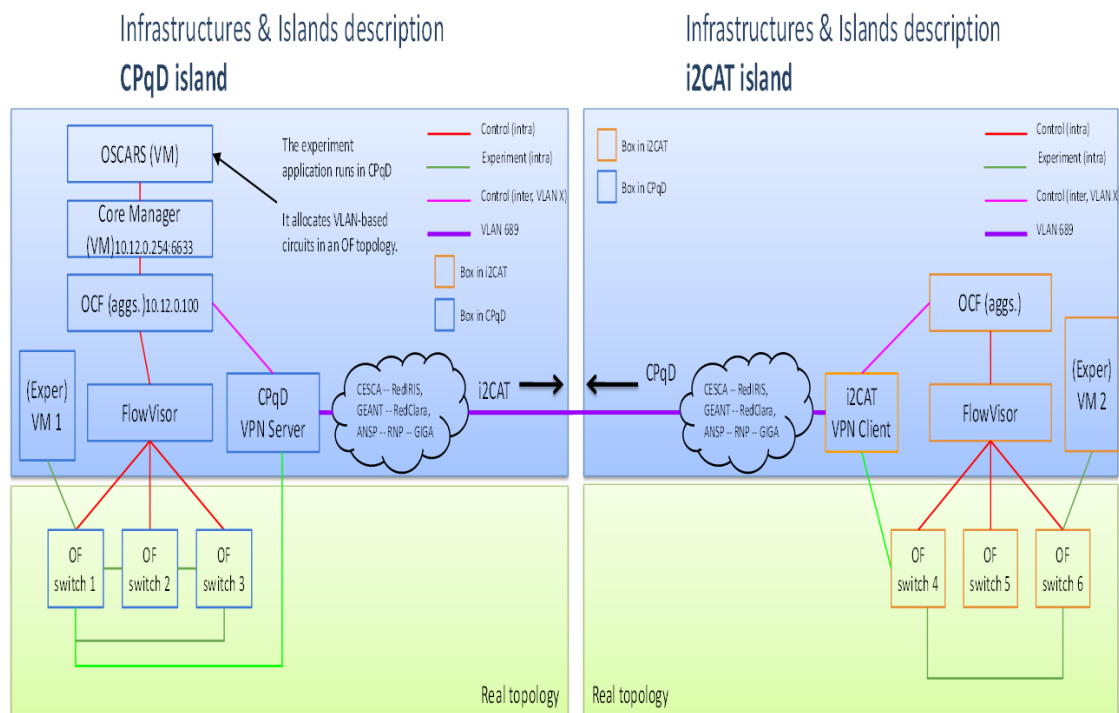 Infrastructures & Islands description
CPqD island
OSCARS (VM)
Core Manager
(VM)10.12.0.254:6633
OCF (aggs.)10.12.0.100
The experiment
application runs in CPqD
It allocates VLAN-based
circuits in an OF topology.
Control (intra)
Experiment (intra)
Control (inter, VLAN X)
VLAN 689
Box in i2CAT
Box in CPqD
(Exper)
VM 1
FlowVisor
CPqD
VPN Server
CESCA -- RedIRIS,
GEANT -- RedClara,
ANSP -- RNP -- GIGA
i2CAT
OF
switch 1
OF
switch 2
OF
switch 3
Real topology
Infrastructures & Islands description
i2CAT island
Box in i2CAT
Box in CPqD
Control (intra)
Experiment (intra)
Control (inter, VLAN X)
VLAN 689
OCF (aggs.)
CPqD
CESCA -- RedIRIS,
GEANT -- RedClara,
ANSP -- RNP -- GIGA
i2CAT
VPN Client
FlowVisor
(Exper)
VM 2
OF
switch 4
OF
switch 5
OF
switch 6
Real topology